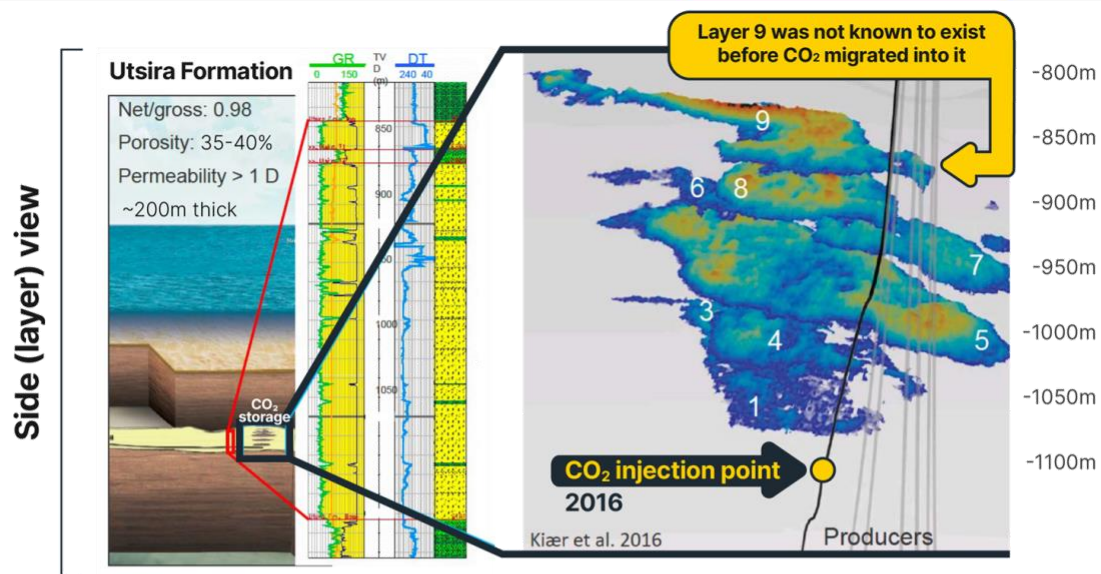 Side (layer) view
Utsira Formation
Net/gross: 0.98
Porosity: 35-40%
Permeability > 1 D
~200m thick
CO₂
storage
GR
0 150
TV
D
(m)
DT
240 40
850
900
1000
1050
Layer 9 was not known to exist
before CO₂ migrated into it
9
6
8
7
3
4
5
1
CO₂ injection point
2016
Kiær et al. 2016
Producers
-800m
-850m
-900m
-950m
-1000m
-1050m
-1100m